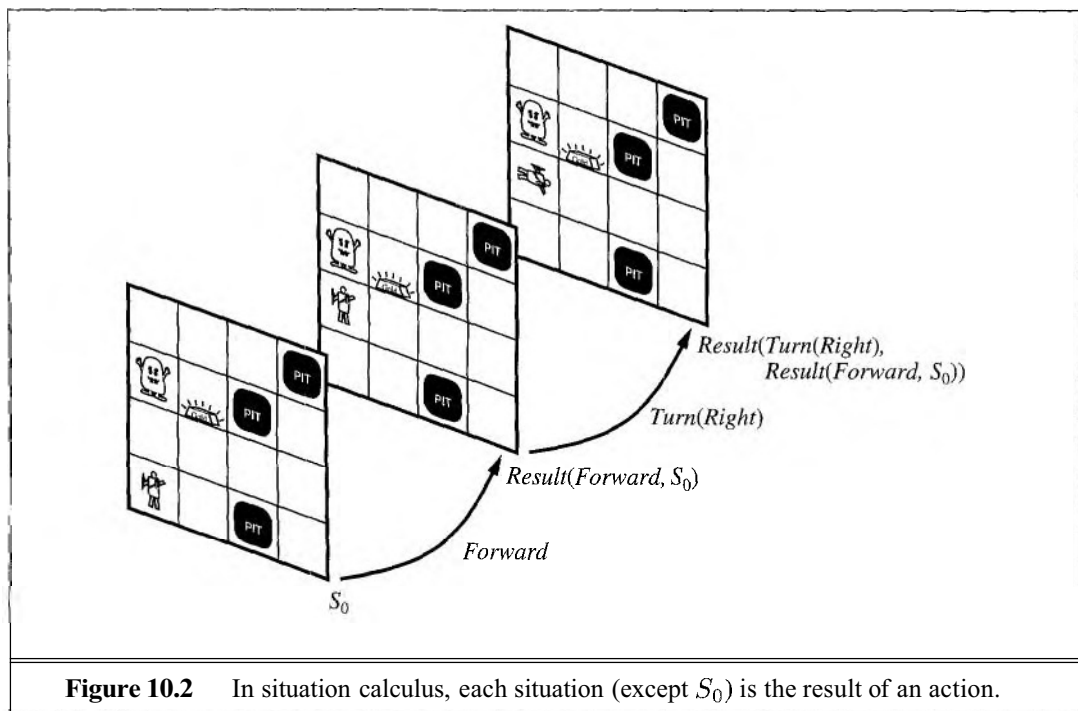 PIT
PIT
PIT
PIT
PIT
PIT
PIT
PIT
PIT
Result(Turn(Right),
Result(Forward, S₀))
Turn(Right)
Result(Forward, S₀)
Forward
S₀
Figure 10.2 In situation calculus, each situation (except S₀) is the result of an action.